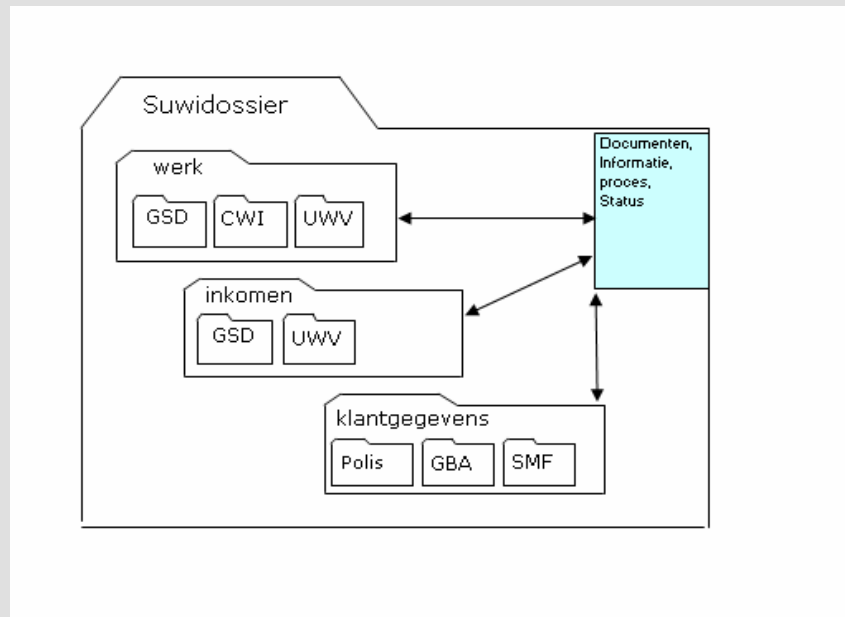 Suwidossier
Documenten,
Informatie,
proces,
Status
werk
GSD CWI UWV
inkomen
GSD UWV
klantgegevens
Polis GBA SMF